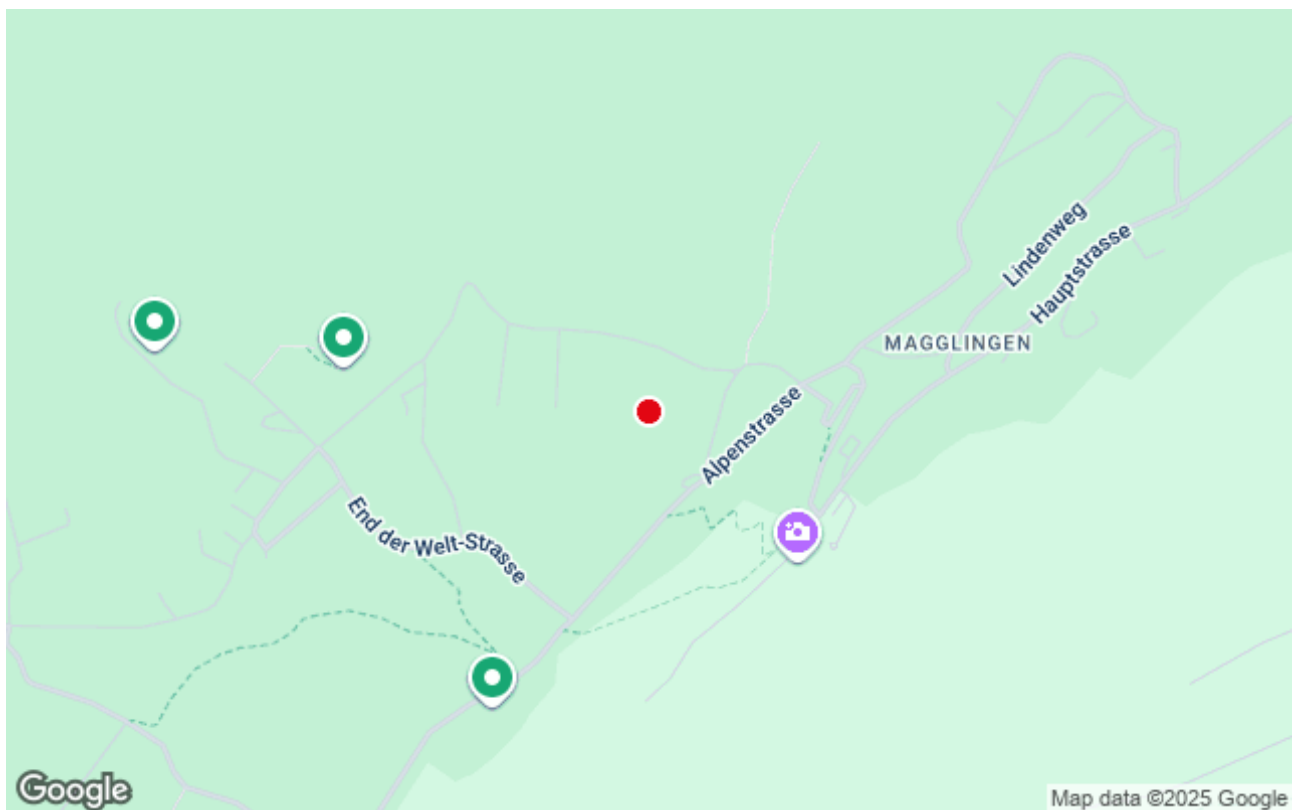 Lindenweg
Hauptstrasse
MAGGLINGEN
Alpenstrasse
End der Welt-Strasse
Google
Map data ©2025 Google